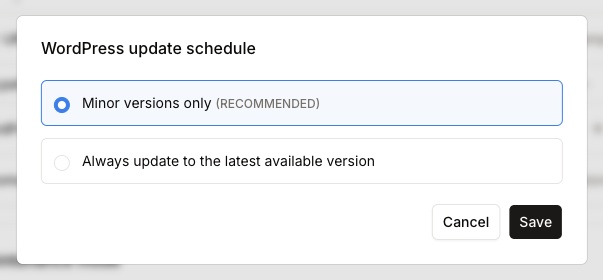 WordPress update schedule
Minor versions only (RECOMMENDED)
Always update to the latest available version
Cancel Save